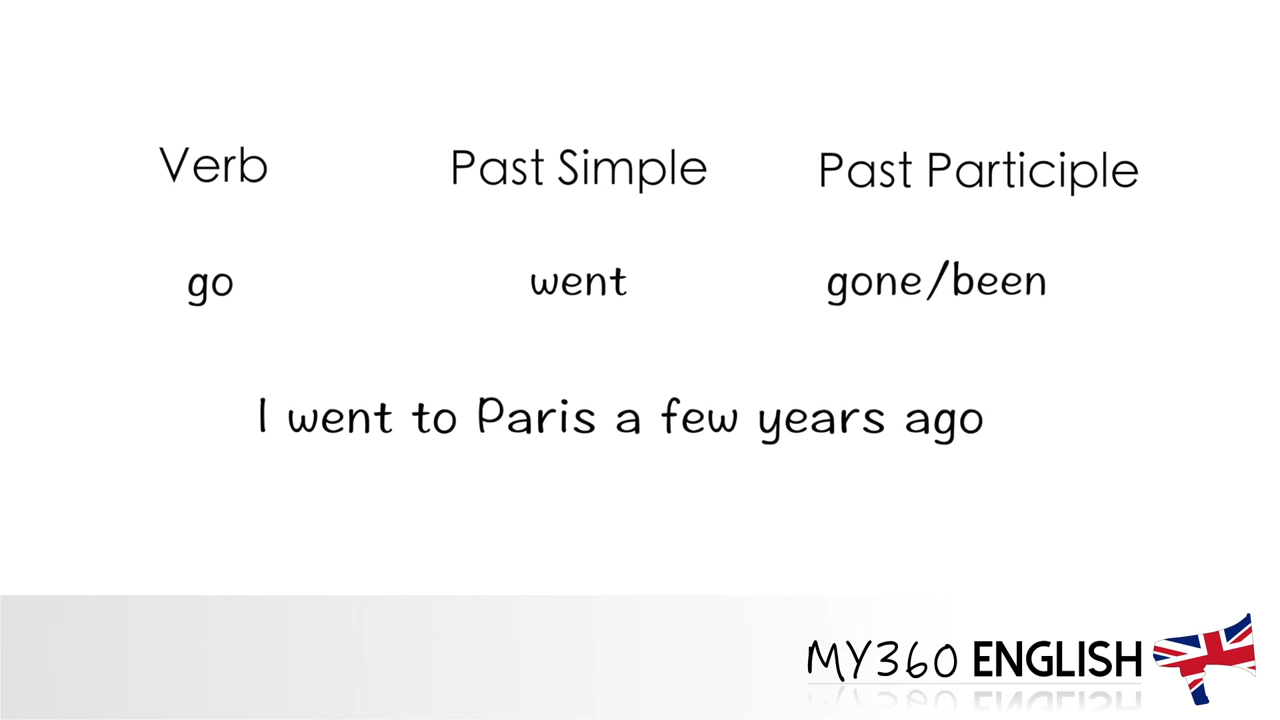 Verb Past Simple Past Participle
go went gone/been
I went to Paris a few years ago
MY360 ENGLISH